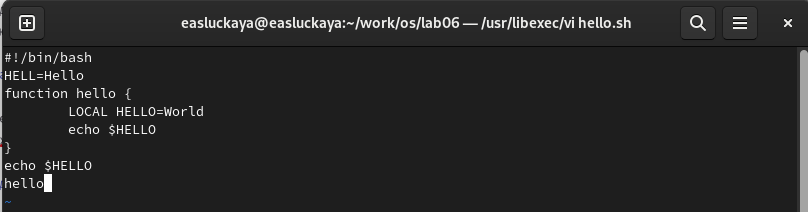 easluckaya@easluckaya:~/work/os/lab06 — /usr/libexec/vi hello.sh
#!/bin/bash
HELL=Hello
function hello {
        LOCAL HELLO=World
        echo $HELLO
}
echo $HELLO
hello
~